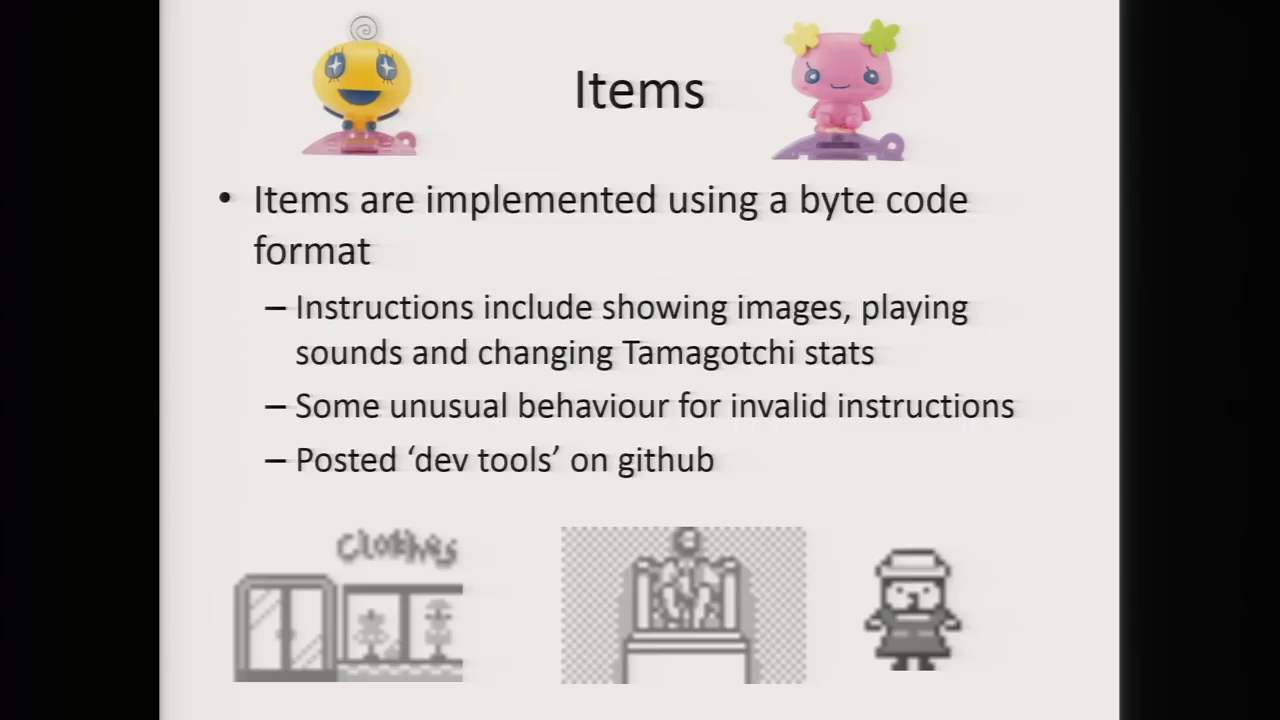 Items
• Items are implemented using a byte code
format
– Instructions include showing images, playing
sounds and changing Tamagotchi stats
– Some unusual behaviour for invalid instructions
– Posted ‘dev tools’ on github
Clothes